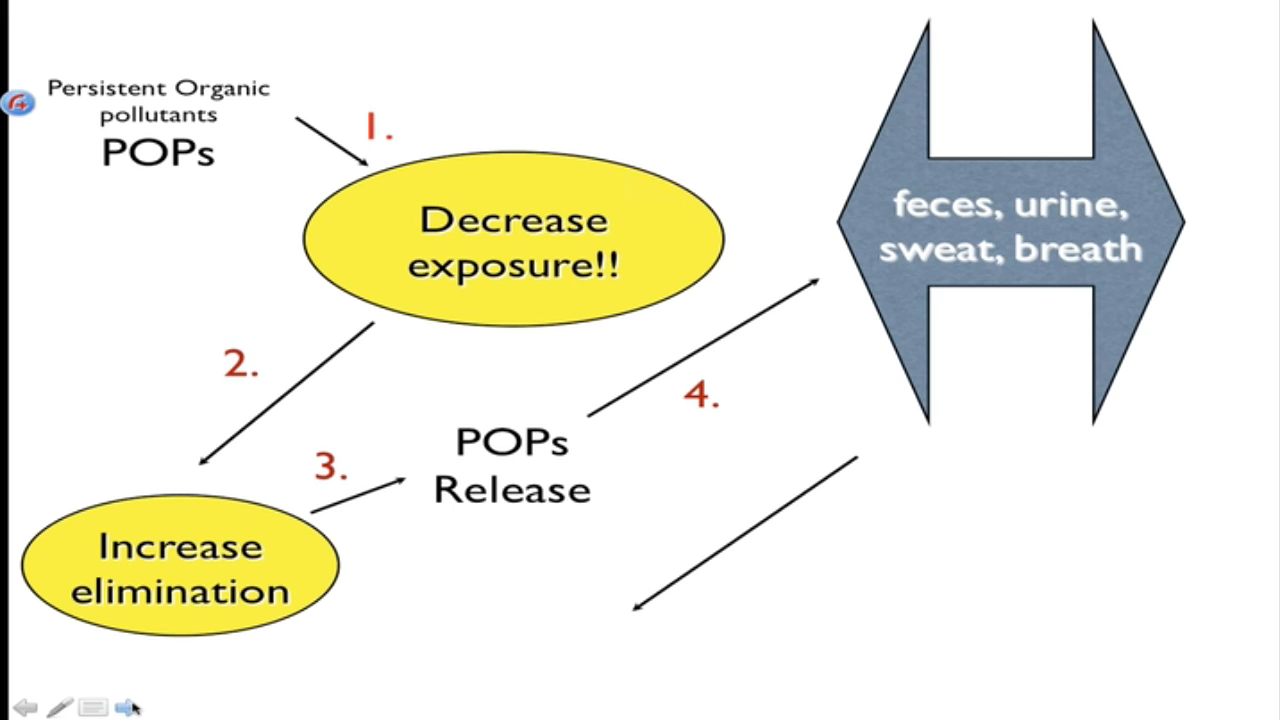 Persistent Organic
pollutants
POPs
1.
Decrease
exposure!!
feces, urine,
sweat, breath
2.
3.
4.
POPs
Release
Increase
elimination